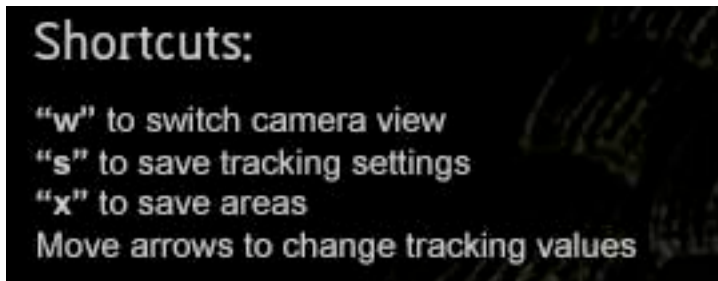 Shortcuts:
“w” to switch camera view
“s” to save tracking settings
“x” to save areas
Move arrows to change tracking values